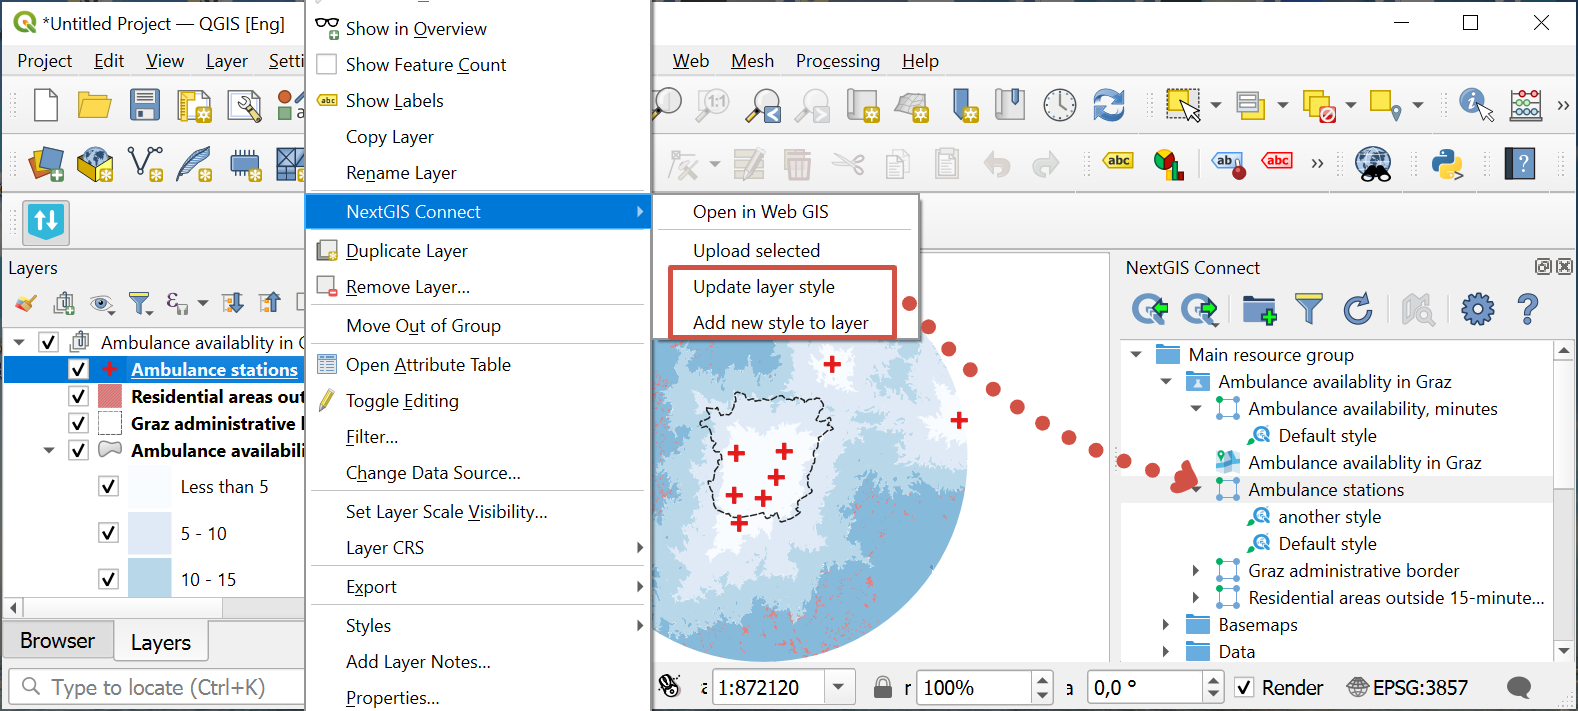 *Untitled Project — QGIS [Eng]
Project Edit View Layer Setti
Web Mesh Processing Help
Show in Overview
Show Feature Count
abc Show Labels
Copy Layer
Rename Layer
NextGIS Connect
Duplicate Layer
Remove Layer...
Move Out of Group
Open Attribute Table
Toggle Editing
Filter...
Change Data Source...
Set Layer Scale Visibility...
Layer CRS
Export
Styles
Add Layer Notes...
Properties...
Open in Web GIS
Upload selected
Update layer style
Add new style to layer
1:1
abc
ab
abc
Layers
Ambulance availablity in G
Ambulance stations
Residential areas out
Graz administrative
Ambulance availabili
Less than 5
5 - 10
10 - 15
Browser Layers
Type to locate (Ctrl+K)
NextGIS Connect
Main resource group
Ambulance availablity in Graz
Ambulance availability, minutes
Default style
Ambulance availablity in Graz
Ambulance stations
another style
Default style
Graz administrative border
Residential areas outside 15-minute...
Basemaps
Data
1:872120
r 100%
a 0,0 °
Render
EPSG:3857